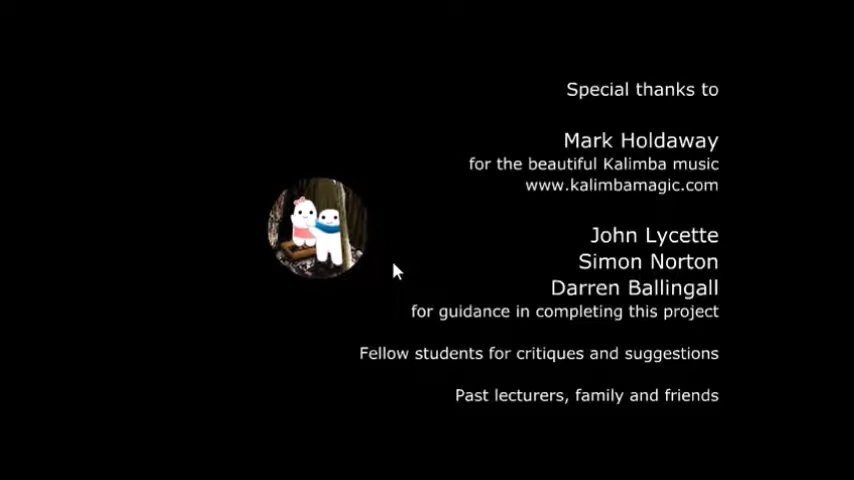 Special thanks to
Mark Holdaway
for the beautiful Kalimba music
www.kalimbamagic.com
John Lycette
Simon Norton
Darren Ballingall
for guidance in completing this project
Fellow students for critiques and suggestions
Past lecturers, family and friends